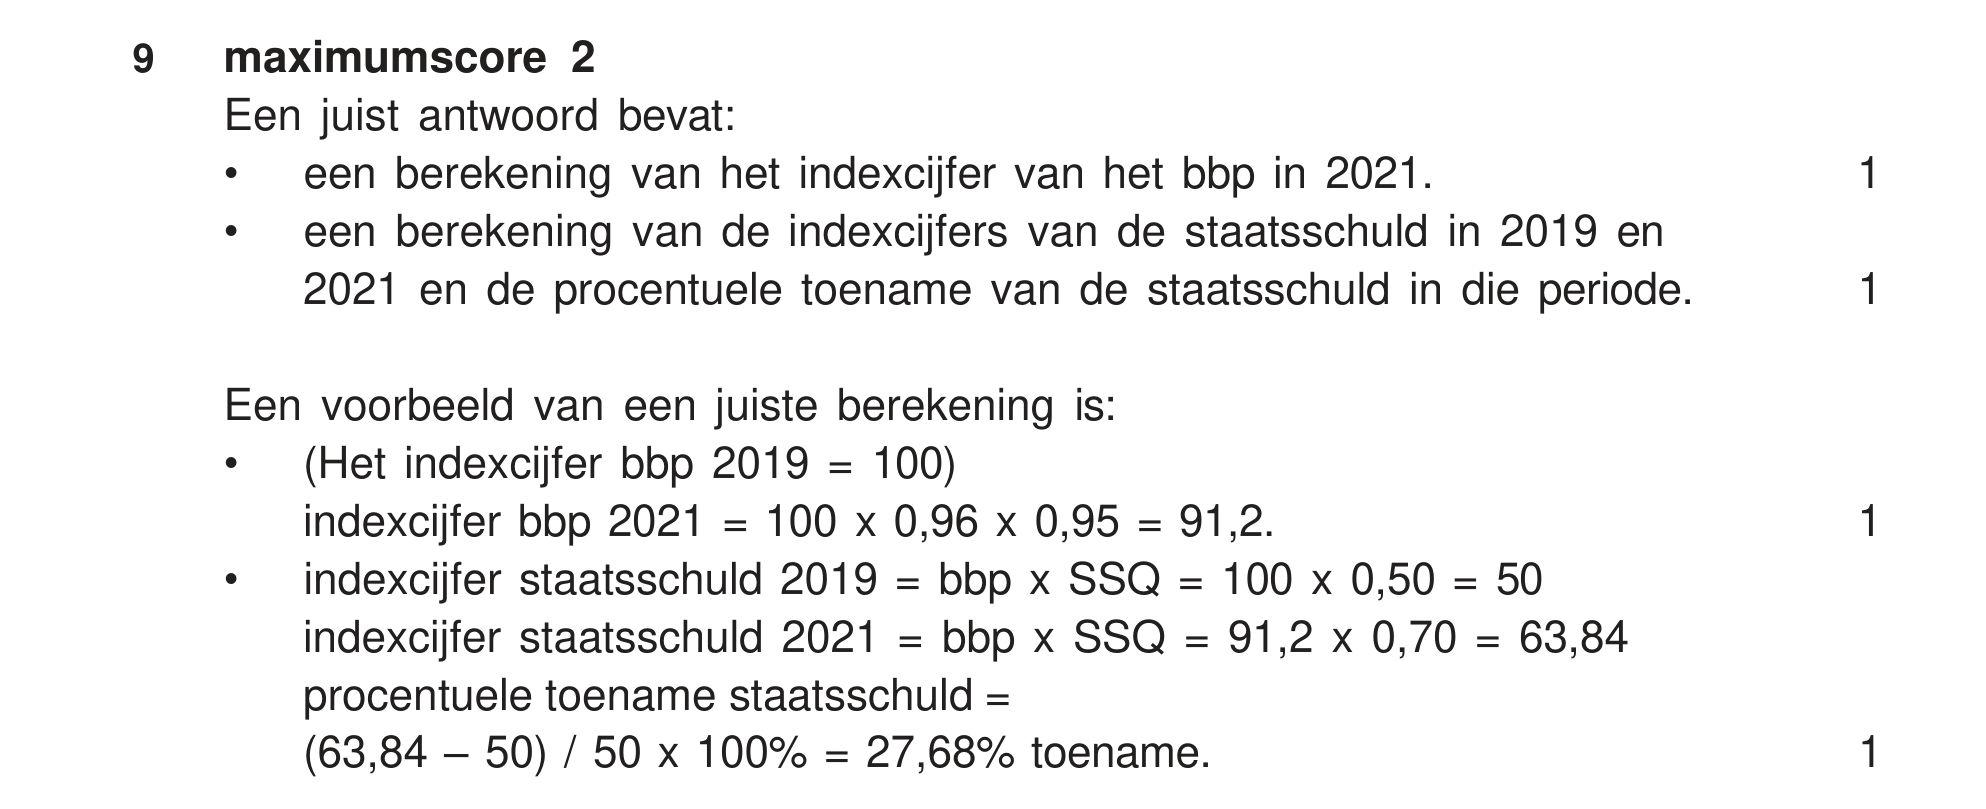 9 maximumscore 2
Een juist antwoord bevat:
• een berekening van het indexcijfer van het bbp in 2021. 1
• een berekening van de indexcijfers van de staatsschuld in 2019 en
2021 en de procentuele toename van de staatsschuld in die periode. 1
Een voorbeeld van een juiste berekening is:
• (Het indexcijfer bbp 2019 = 100)
indexcijfer bbp 2021 = 100 x 0,96 x 0,95 = 91,2. 1
• indexcijfer staatsschuld 2019 = bbp x SSQ = 100 x 0,50 = 50
indexcijfer staatsschuld 2021 = bbp x SSQ = 91,2 x 0,70 = 63,84
procentuele toename staatsschuld =
(63,84 – 50) / 50 x 100% = 27,68% toename. 1